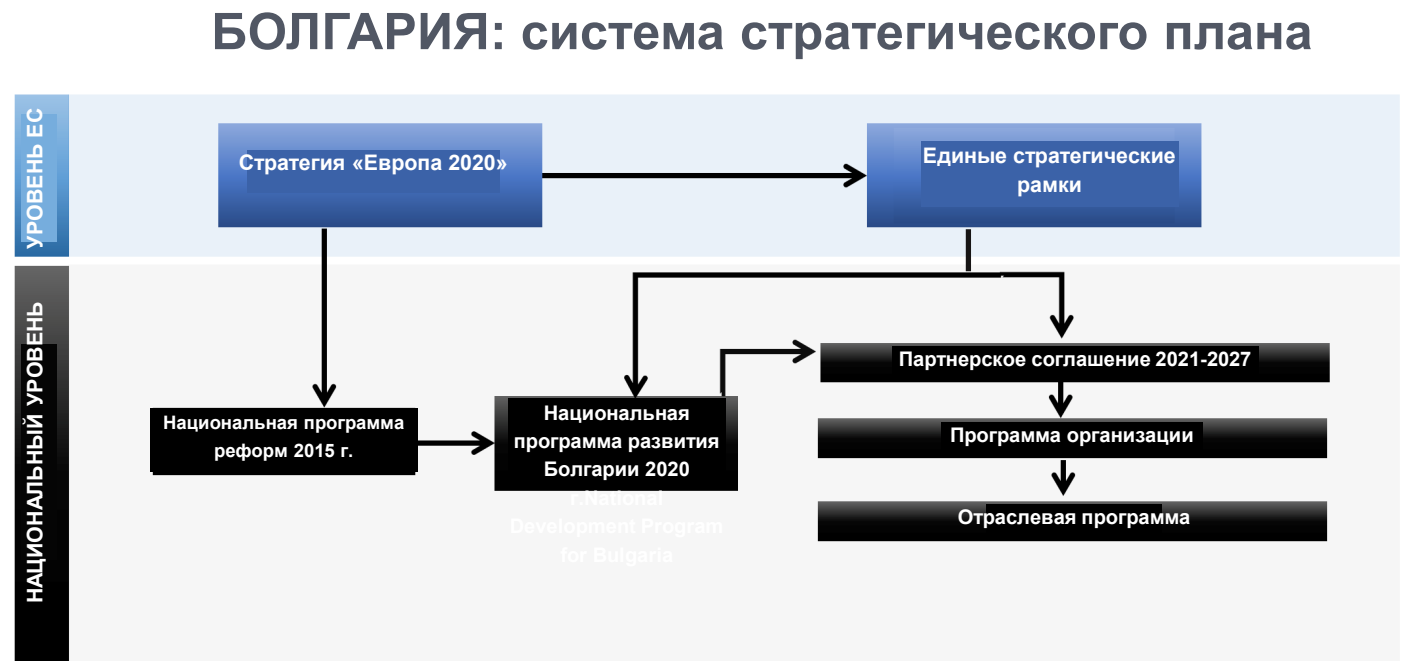 БОЛГАРИЯ: система стратегического плана
УРОВЕНЬ ЕС
Стратегия «Европа 2020»
Единые стратегические
рамки
НАЦИОНАЛЬНЫЙ УРОВЕНЬ
Национальная программа
реформ 2015 г.
Национальная
программа развития
Болгарии 2020
г.National
Development Program
for Bulgaria
Партнерское соглашение 2021-2027
Программа организации
Отраслевая программа